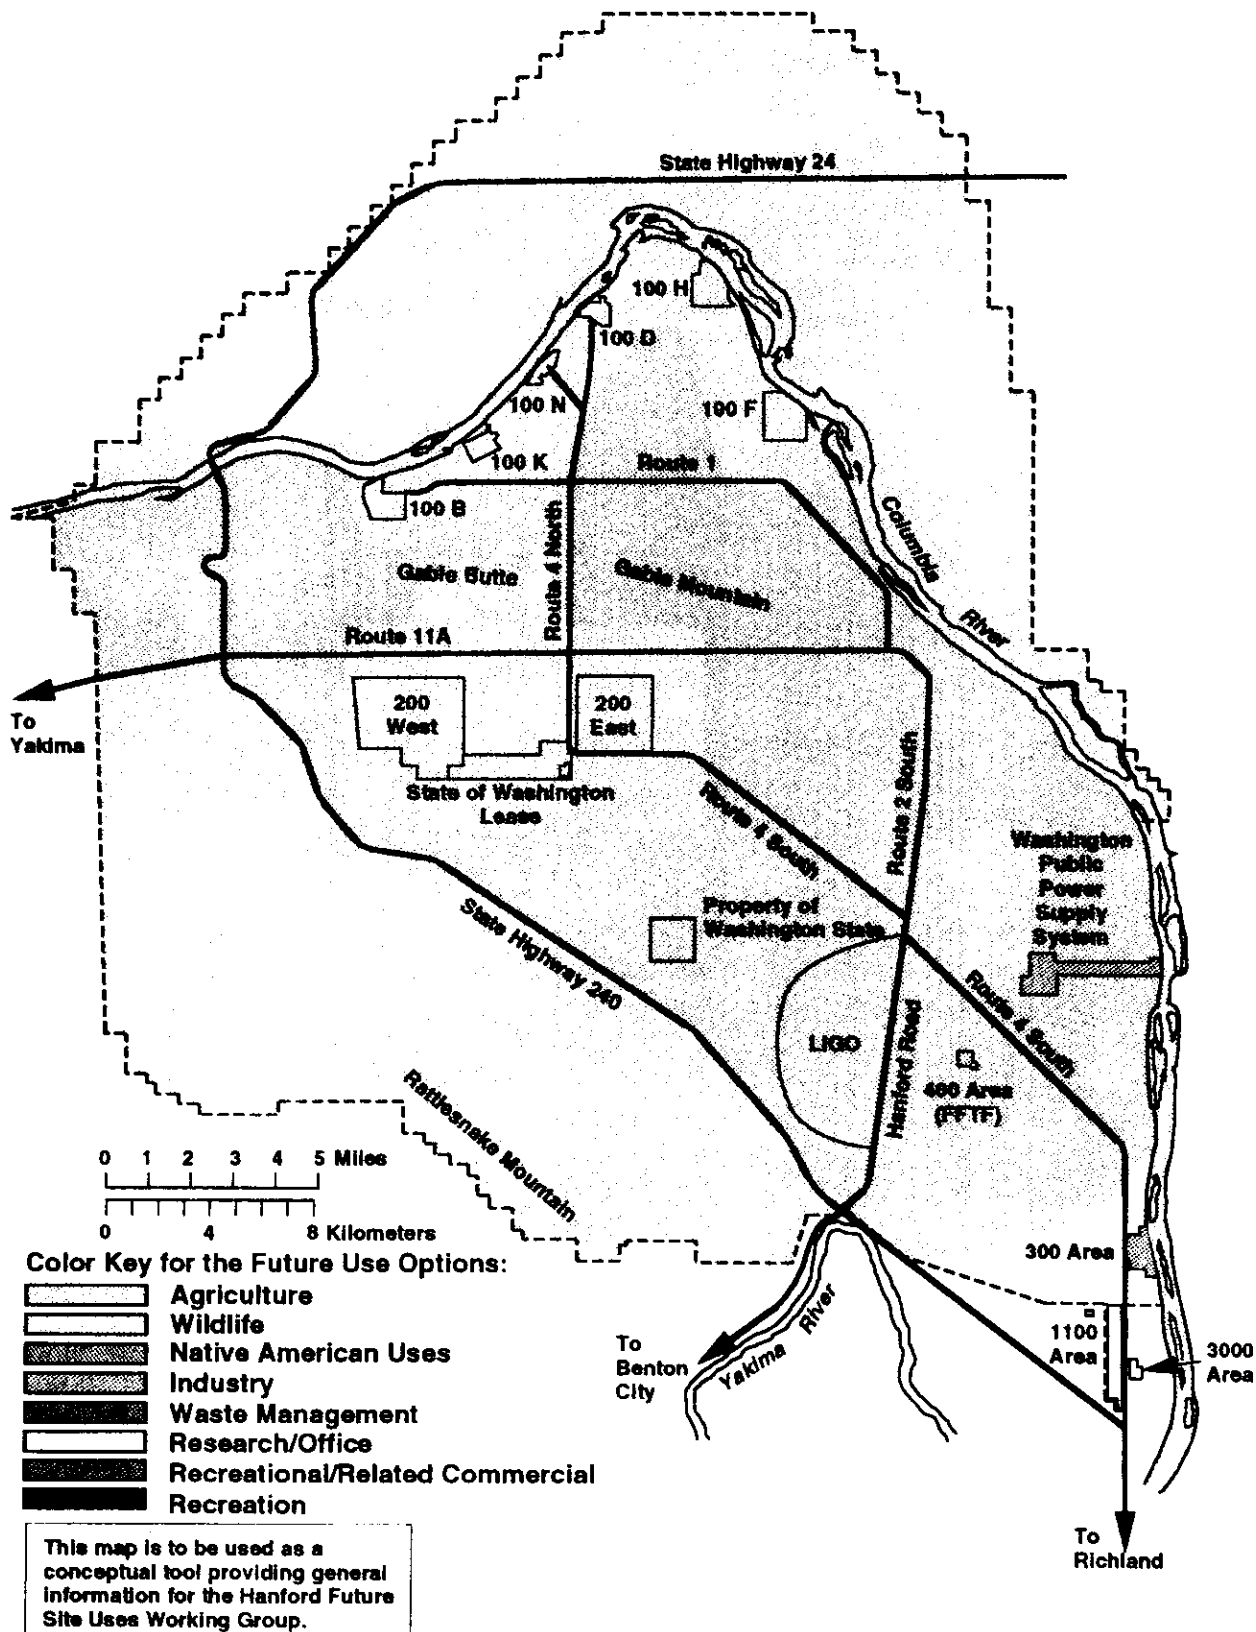 State Highway 24
100 H
100 D
100 N
100 F
100 K
Route 1
100 B
Columbia
River
Gable Butte
Route 4 North
Gable Mountain
Route 11A
To
Yakima
200
West
200
East
State of Washington
Lease
Route 4 South
Route 2 South
Washington
Public
Power
Supply
System
Property of
Washington State
State Highway 240
Route 4 South
LIGO
Hanford Road
400 Area
(FFTF)
Rattlesnake Mountain
0 1 2 3 4 5 Miles
0 4 8 Kilometers
300 Area
1100
Area
3000
Area
To
Benton
City
Yakima
River
To
Richland
Color Key for the Future Use Options:
Agriculture
Wildlife
Native American Uses
Industry
Waste Management
Research/Office
Recreational/Related Commercial
Recreation
This map is to be used as a
conceptual tool providing general
information for the Hanford Future
Site Uses Working Group.